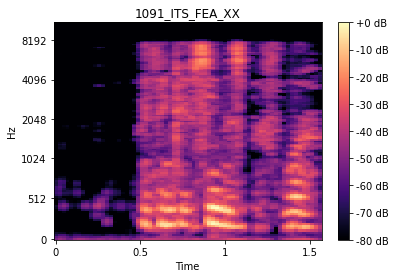 1091_ITS_FEA_XX
+0 dB
8192
-10 dB
4096
-20 dB
-30 dB
2048
Hz
-40 dB
1024
-50 dB
512
-60 dB
-70 dB
0
-80 dB
0
0.5
1
1.5
Time